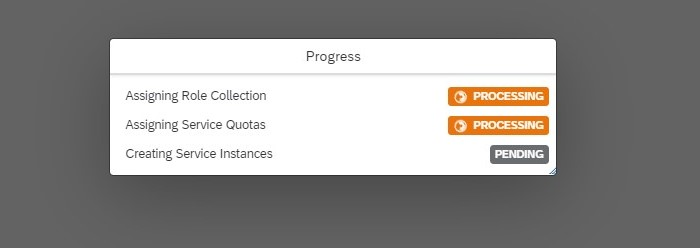 Progress
Assigning Role Collection PROCESSING
Assigning Service Quotas PROCESSING
Creating Service Instances PENDING